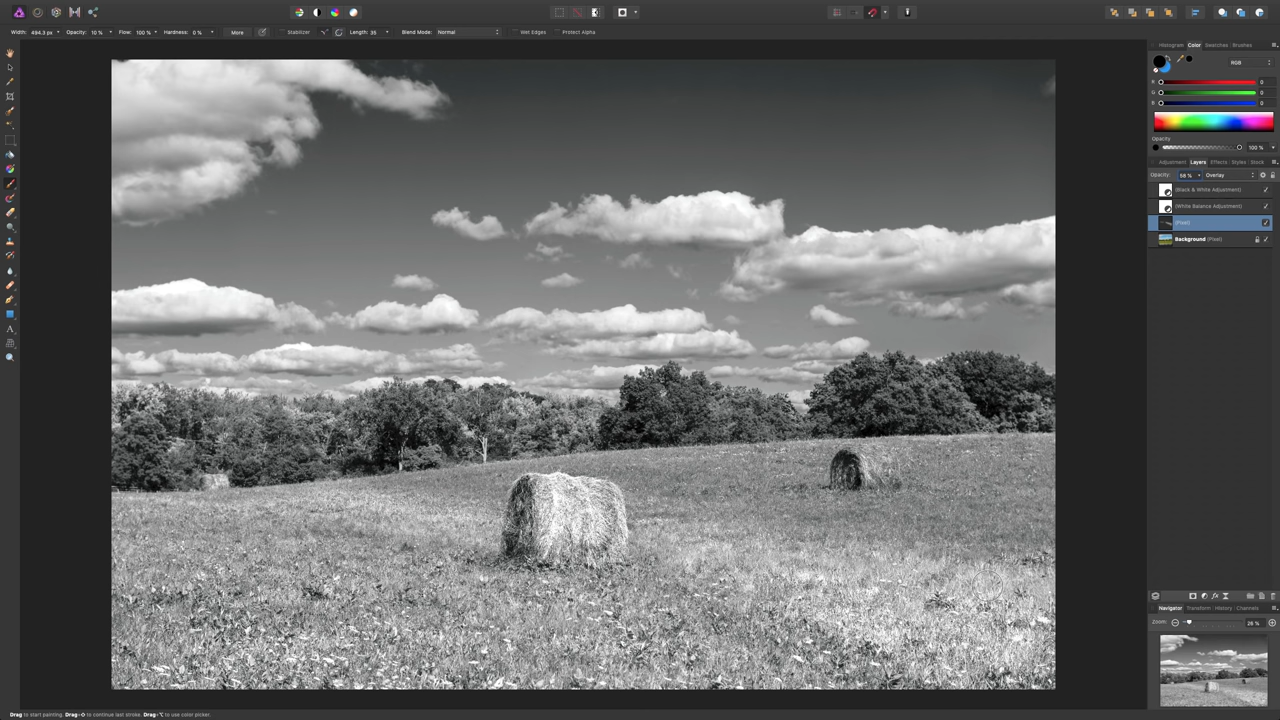 Width: 494.3 px Opacity: 10 % Flow: 100 % Hardness: 0 % More Stabilizer Length: 35 Blend Mode: Normal Wet Edges Protect Alpha
Histogram Color Swatches Brushes
RGB
R 0
G 0
B 0
Opacity
100 %
Adjustment Layers Effects Styles Stock
Opacity: 58 % Overlay
(Black & White Adjustment)
(White Balance Adjustment)
(Pixel)
Background (Pixel)
Navigator Transform History Channels
Zoom: 26 %
Drag to start painting. Drag+⇧ to continue last stroke. Drag+⌥ to use color picker.